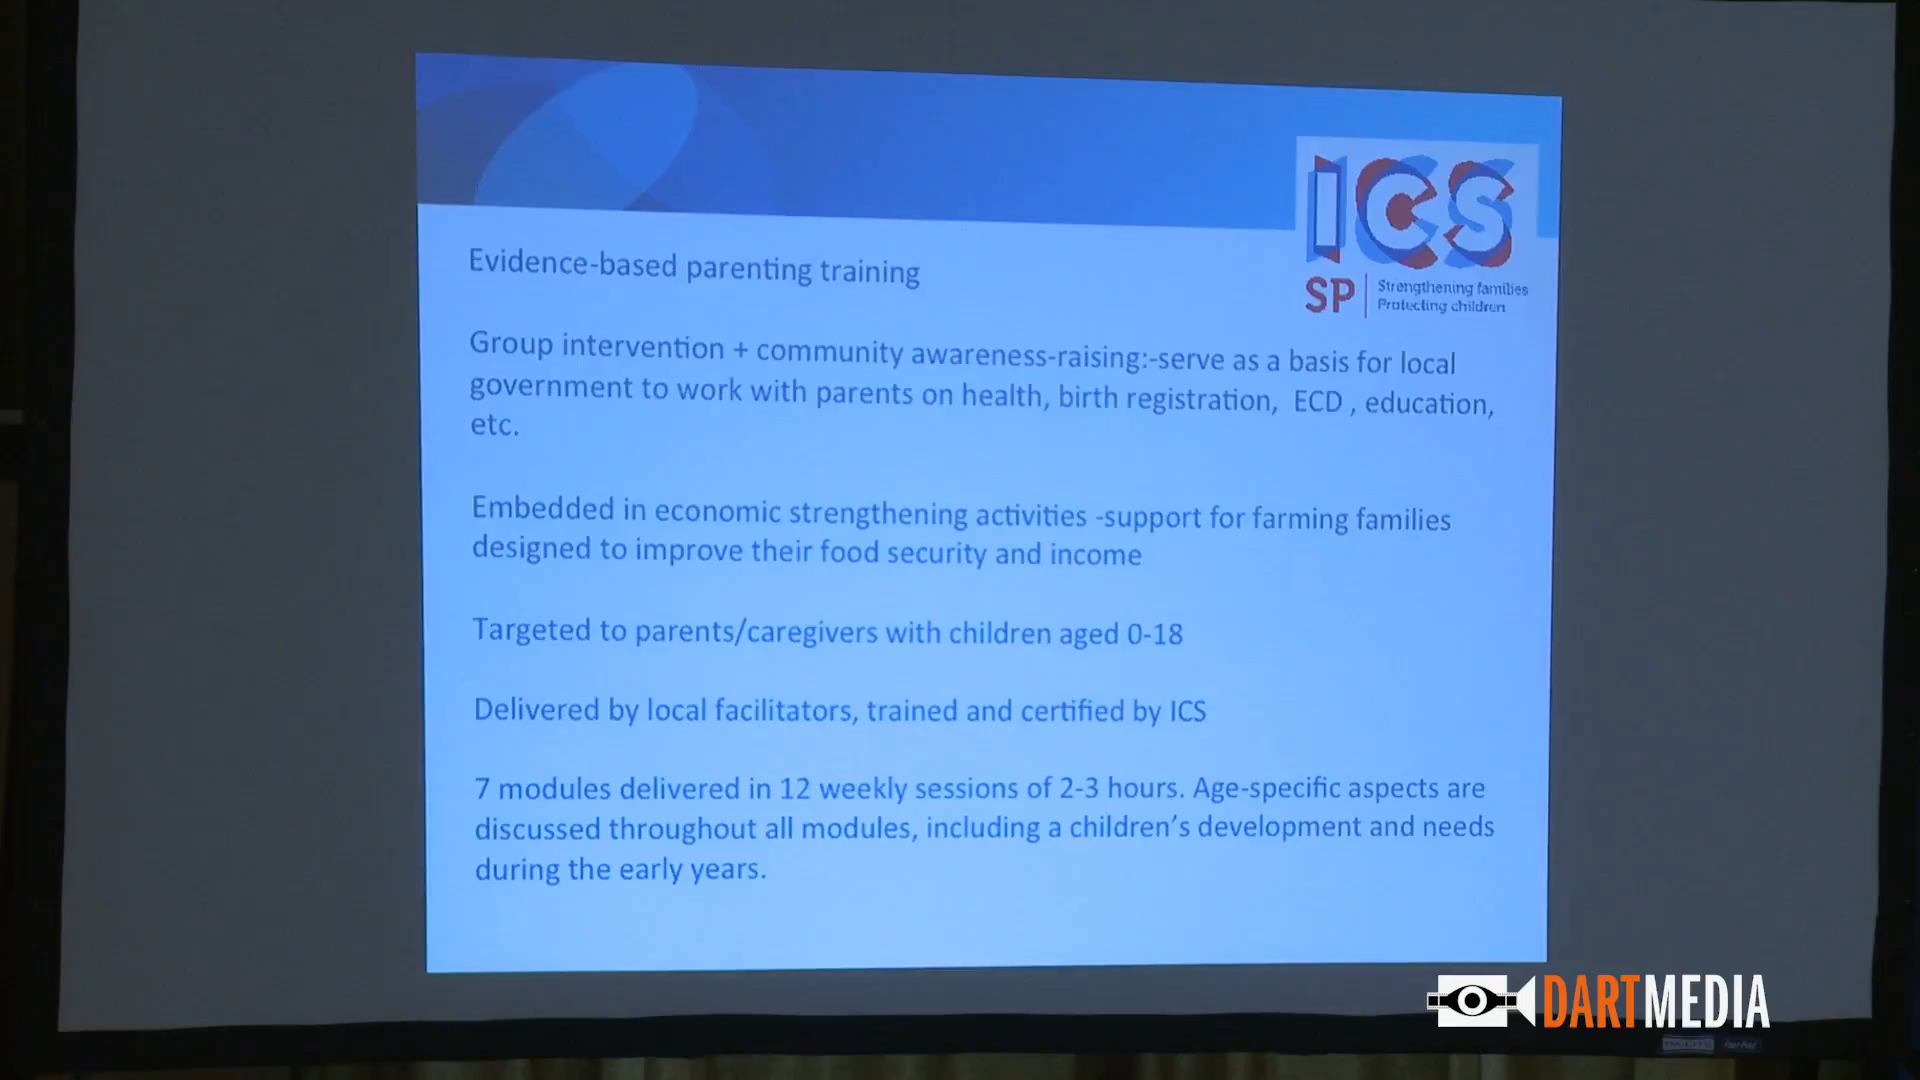 ICS
SP
Strengthening families
Protecting children
Evidence-based parenting training
Group intervention + community awareness-raising:-serve as a basis for local
government to work with parents on health, birth registration, ECD , education,
etc.
Embedded in economic strengthening activities -support for farming families
designed to improve their food security and income
Targeted to parents/caregivers with children aged 0-18
Delivered by local facilitators, trained and certified by ICS
7 modules delivered in 12 weekly sessions of 2-3 hours. Age-specific aspects are
discussed throughout all modules, including a children's development and needs
during the early years.
DARTMEDIA